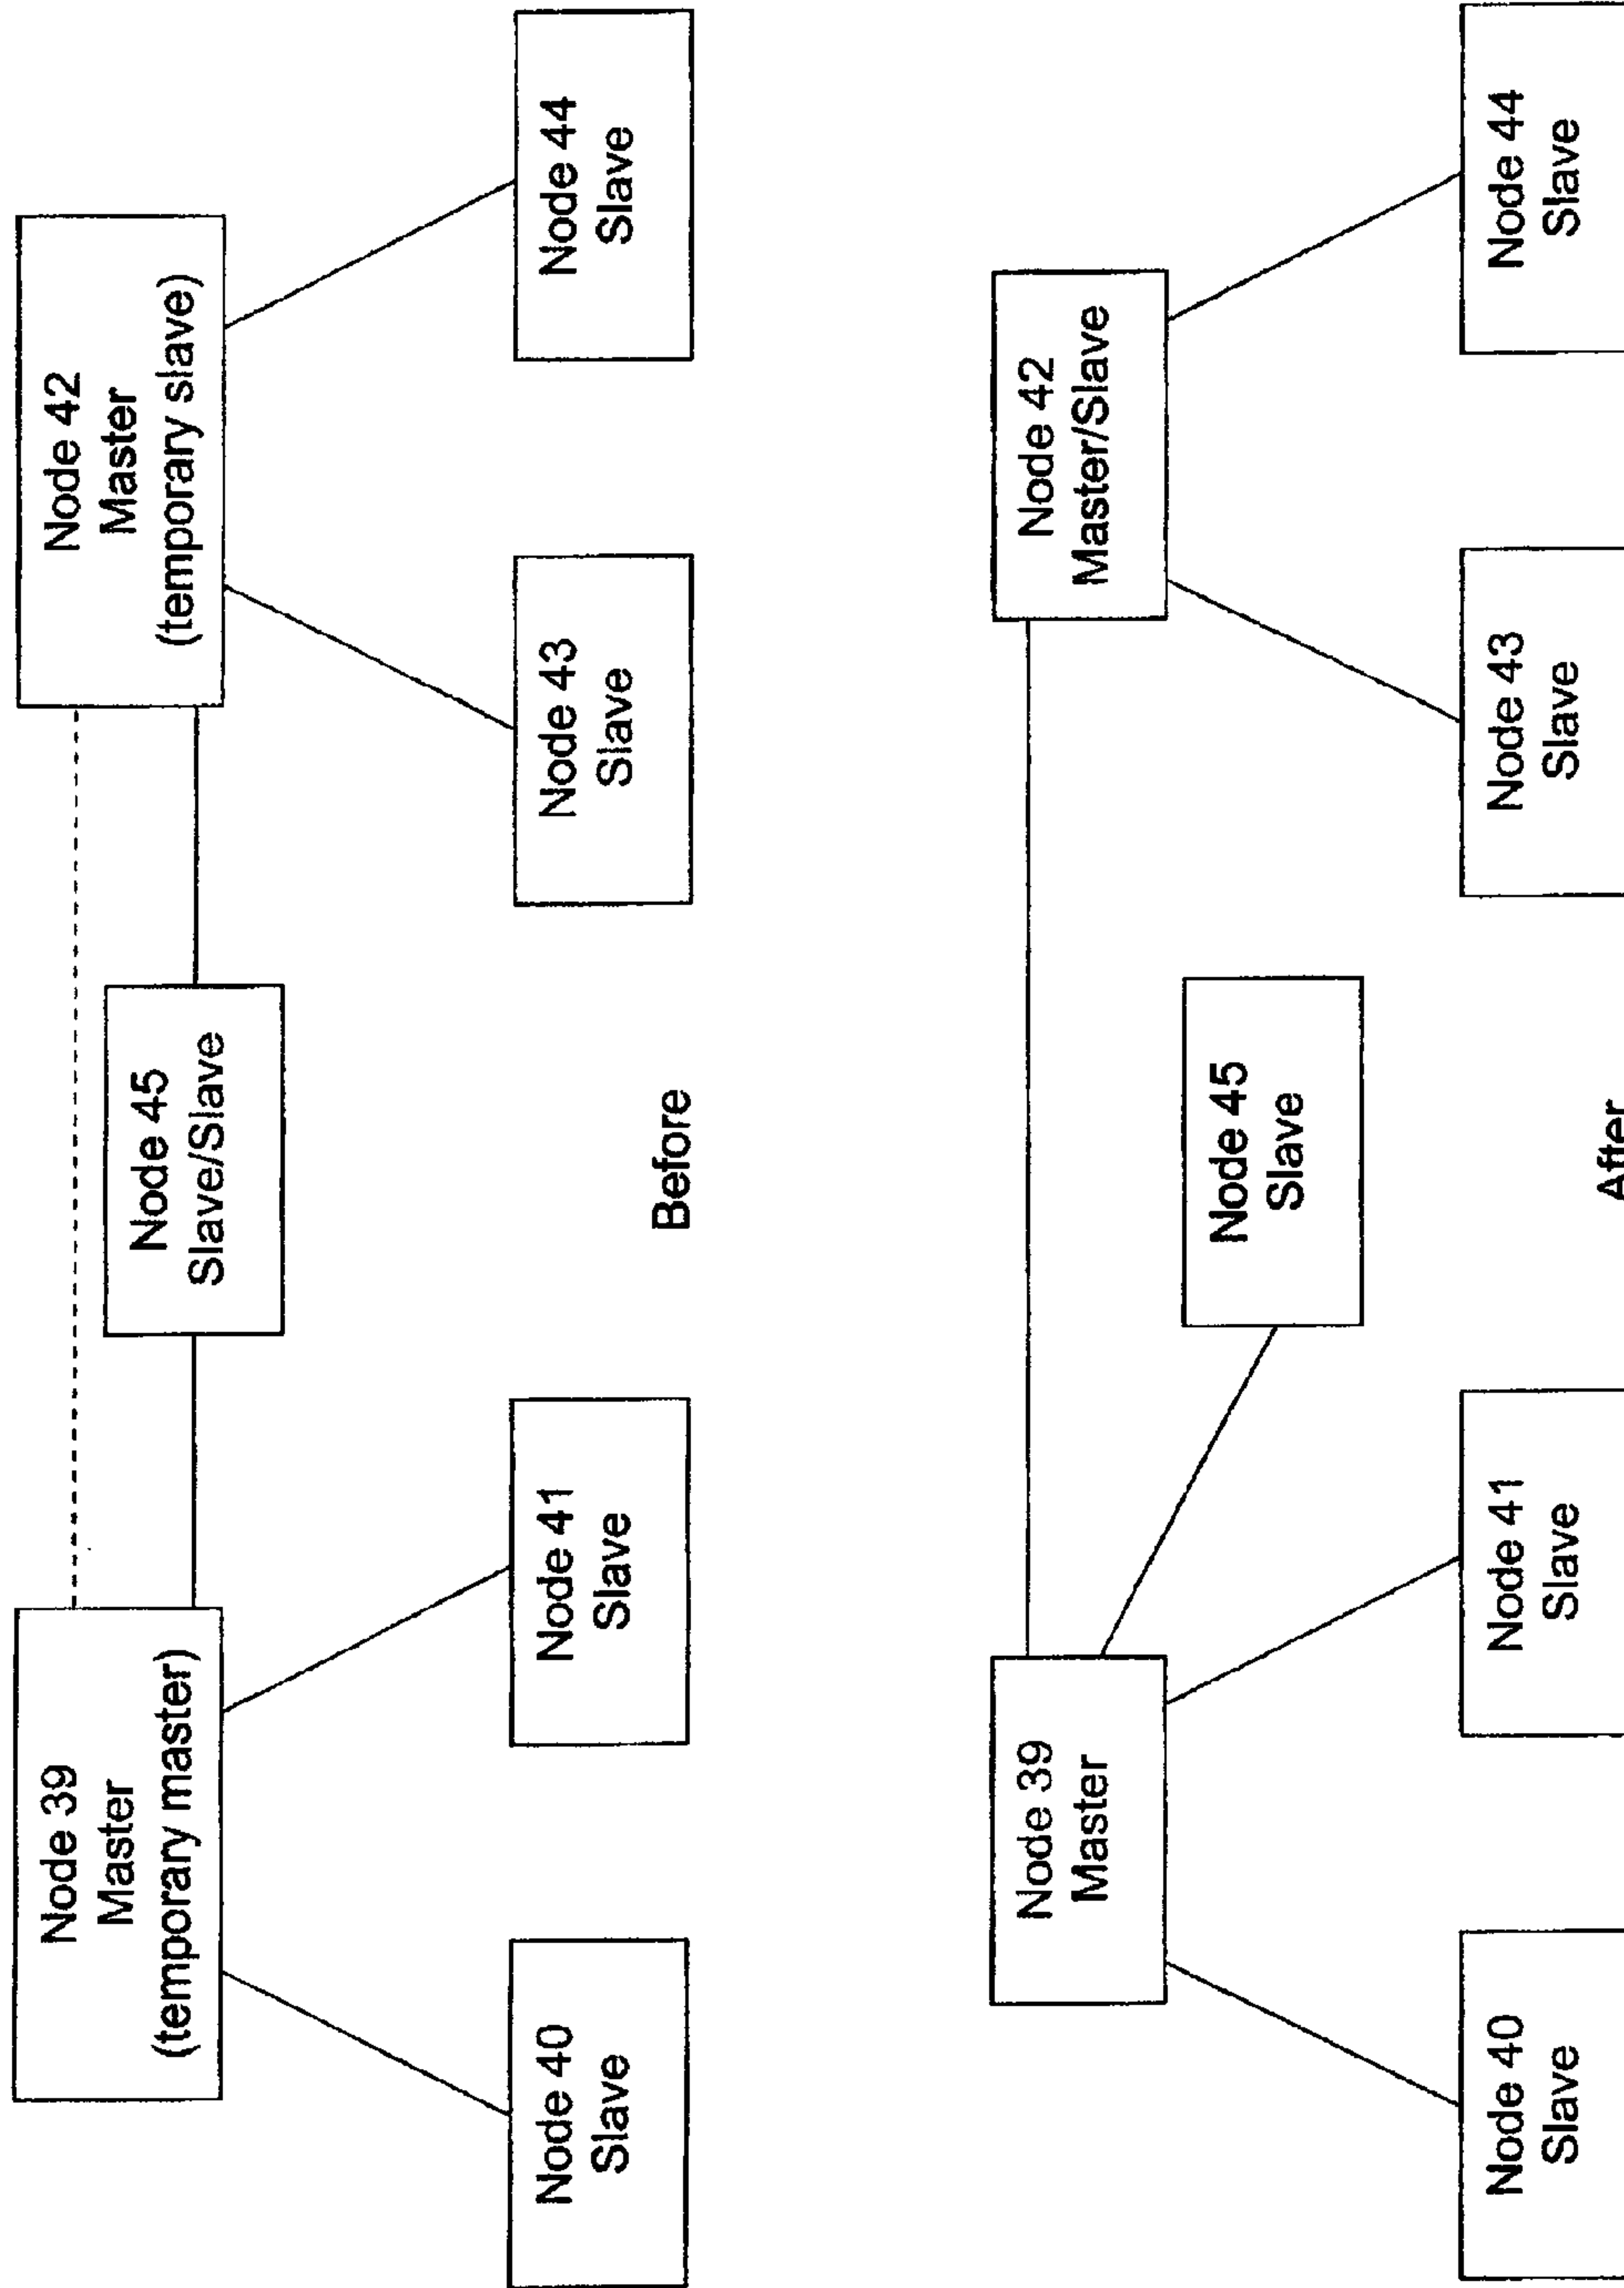 Node 39
Master
(temporary master)
Node 42
Master
(temporary slave)
Node 45
Slave/Slave
Node 40
Slave
Node 41
Slave
Node 43
Slave
Node 44
Slave
Before
Node 39
Master
Node 42
Master/Slave
Node 45
Slave
Node 40
Slave
Node 41
Slave
Node 43
Slave
Node 44
Slave
After